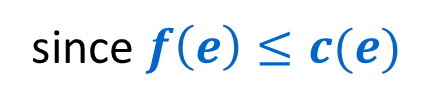 since f(e) ≤ c(e)